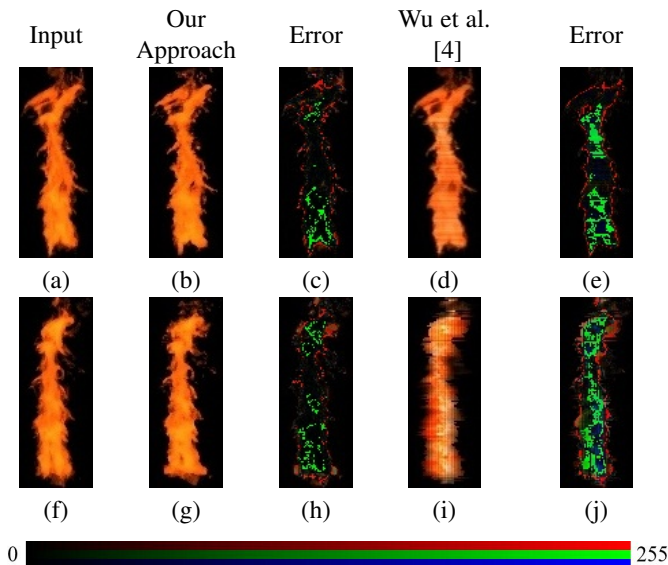 Input
Our
Approach
Error
Wu et al.
[4]
Error
(a)
(b)
(c)
(d)
(e)
(f)
(g)
(h)
(i)
(j)
0
255